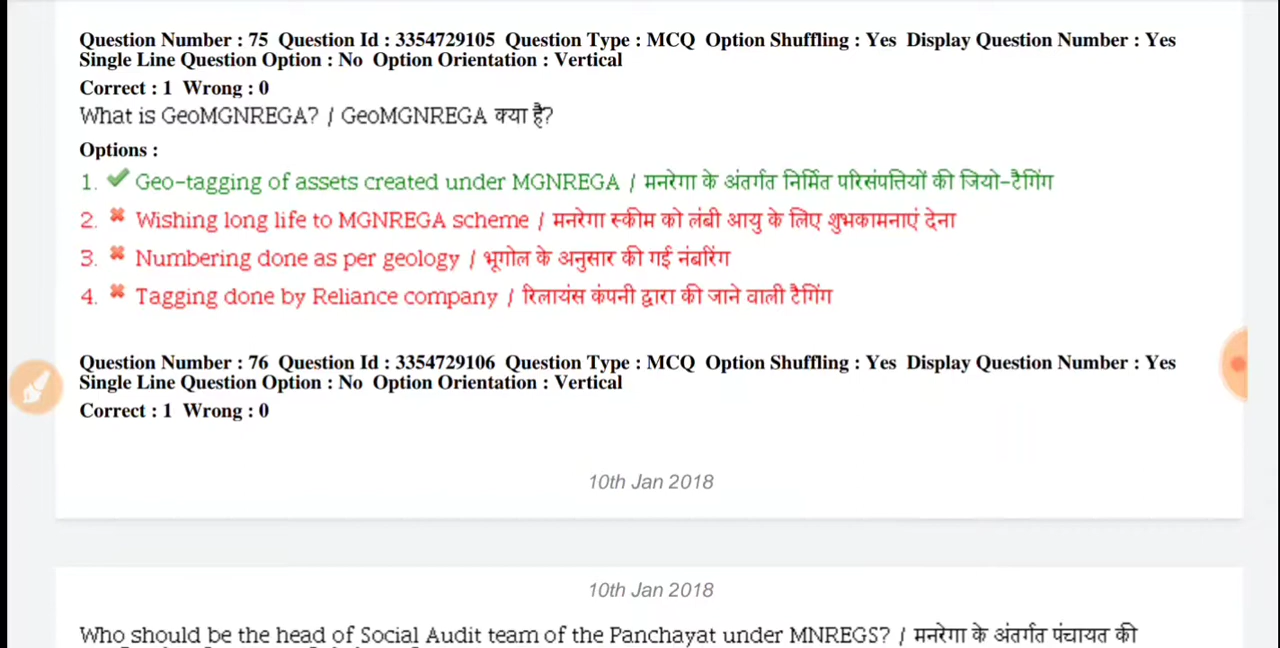 Question Number : 75 Question Id : 3354729105 Question Type : MCQ Option Shuffling : Yes Display Question Number : Yes
Single Line Question Option : No Option Orientation : Vertical
Correct : 1 Wrong : 0
What is GeoMGNREGA? / GeoMGNREGA क्या है?
Options :
1. Geo-tagging of assets created under MGNREGA / मनरेगा के अंतर्गत निर्मित परिसंपत्तियों की जियो-टैगिंग
2. Wishing long life to MGNREGA scheme / मनरेगा स्कीम को लंबी आयु के लिए शुभकामनाएं देना
3. Numbering done as per geology / भूगोल के अनुसार की गई नंबरिंग
4. Tagging done by Reliance company / रिलायंस कंपनी द्वारा की जाने वाली टैगिंग
Question Number : 76 Question Id : 3354729106 Question Type : MCQ Option Shuffling : Yes Display Question Number : Yes
Single Line Question Option : No Option Orientation : Vertical
Correct : 1 Wrong : 0
10th Jan 2018
10th Jan 2018
Who should be the head of Social Audit team of the Panchayat under MNREGS? / मनरेगा के अंतर्गत पंचायत की